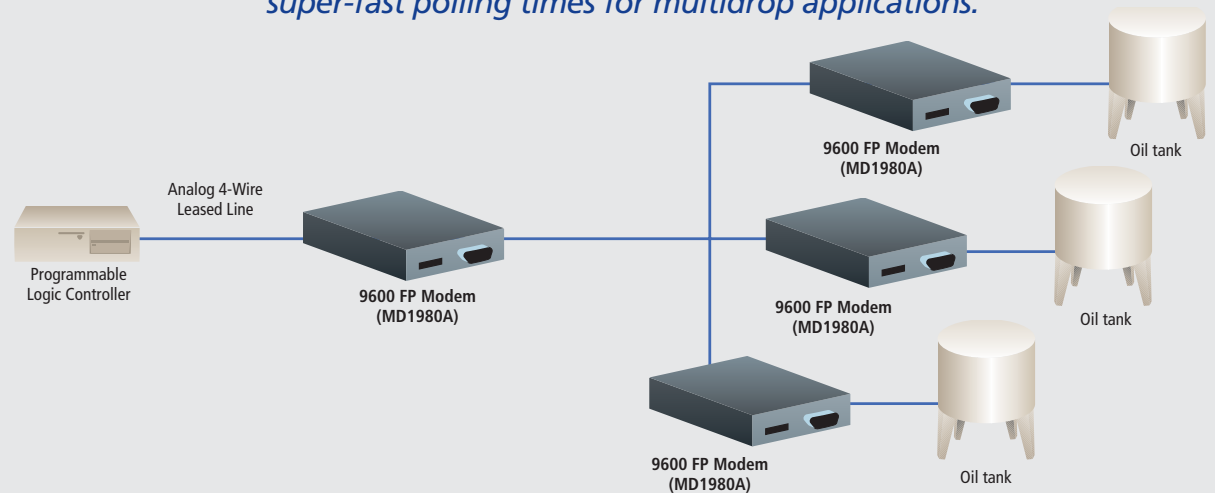 super-fast polling times for multidrop applications.
9600 FP Modem
(MD1980A)
Oil tank
Analog 4-Wire
Leased Line
Programmable
Logic Controller
9600 FP Modem
(MD1980A)
9600 FP Modem
(MD1980A)
Oil tank
9600 FP Modem
(MD1980A)
Oil tank